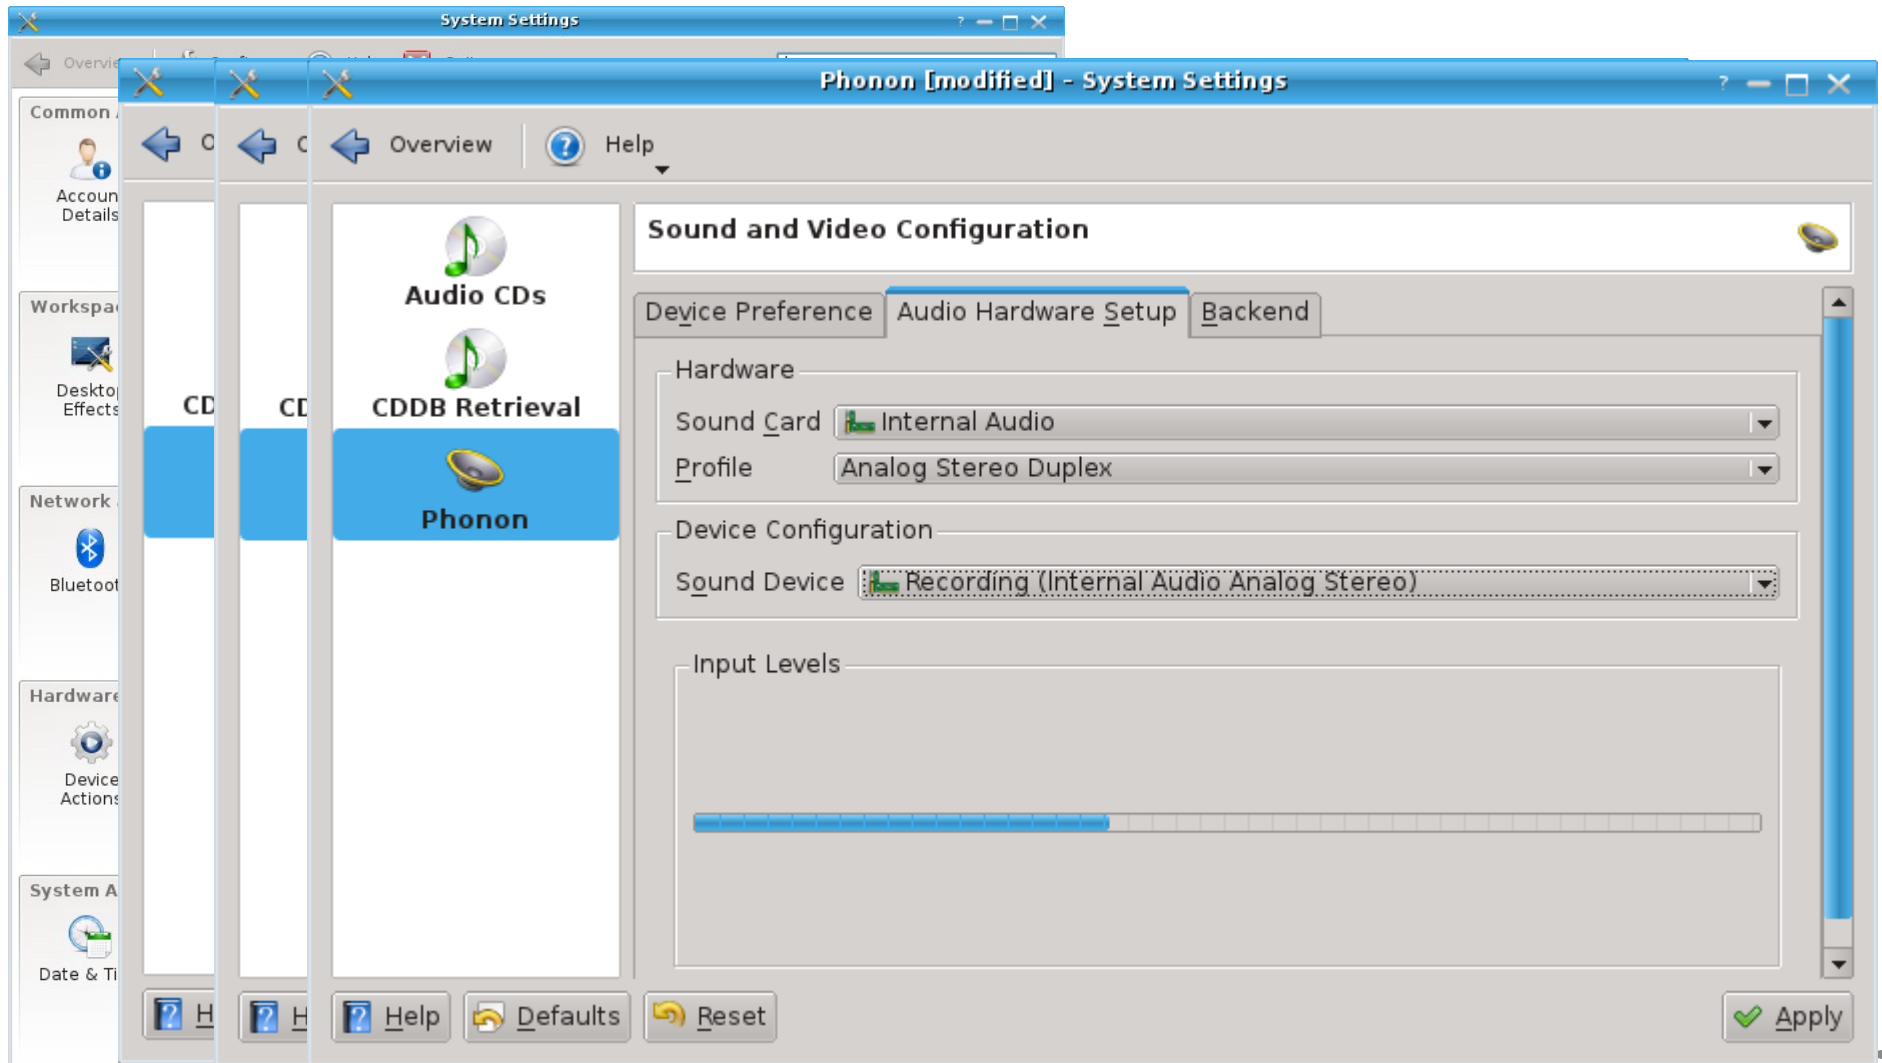 System Settings
?
Overvie
Common
Accoun
Details
Workspa
Deskto
Effects
Network
Bluetoot
Hardware
Device
Actions
System A
Date & Ti
O
CD
H
C
CD
H
Phonon [modified] – System Settings
?
Overview
Help
Audio CDs
CDDB Retrieval
Phonon
Sound and Video Configuration
Device Preference
Audio Hardware Setup
Backend
Hardware
Sound Card
Internal Audio
Profile
Analog Stereo Duplex
Device Configuration
Sound Device
Recording (Internal Audio Analog Stereo)
Input Levels
Help
Defaults
Reset
Apply